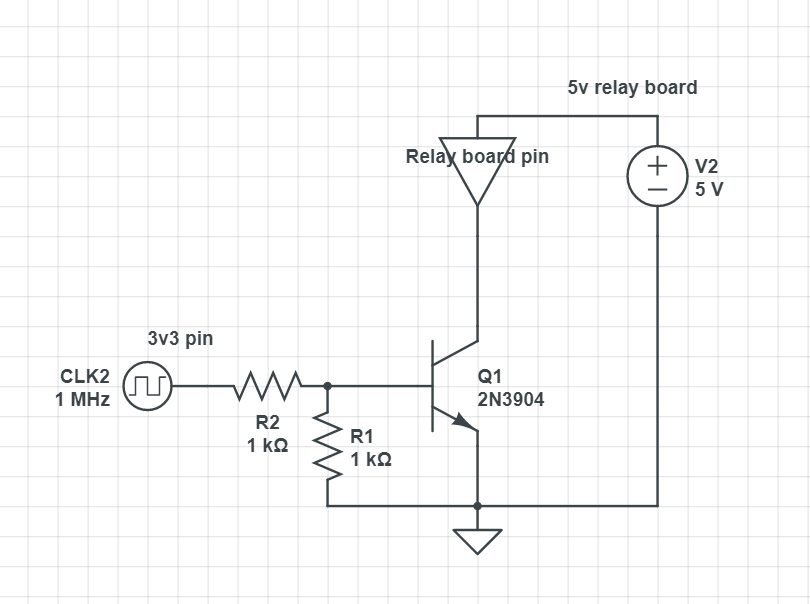 5v relay board
Relay board pin
V2
5 V
3v3 pin
CLK2
1 MHz
R2
1 kΩ
R1
1 kΩ
Q1
2N3904